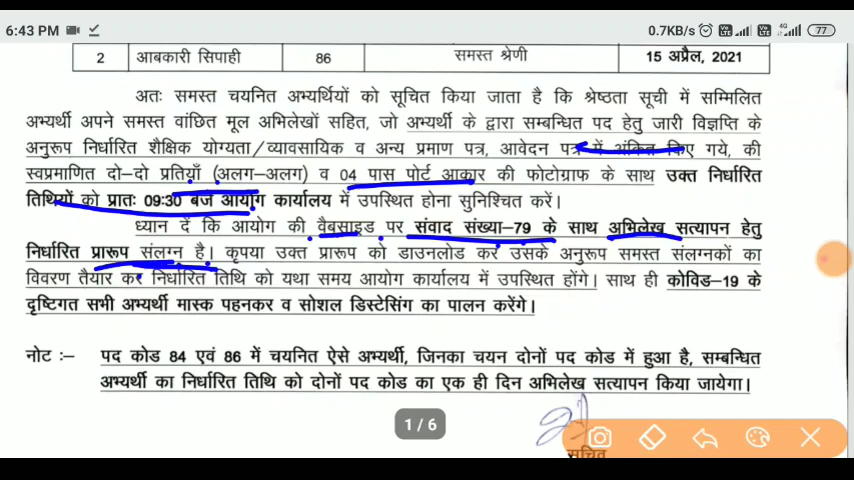 6:43 PM
0.7KB/s
77
2 आबकारी सिपाही 86 समस्त श्रेणी 15 अप्रैल, 2021
अतः समस्त चयनित अभ्यर्थियों को सूचित किया जाता है कि श्रेष्ठता सूची में सम्मिलित
अभ्यर्थी अपने समस्त वांछित मूल अभिलेखों सहित, जो अभ्यर्थी के द्वारा सम्बन्धित पद हेतु जारी विज्ञप्ति के
अनुरूप निर्धारित शैक्षिक योग्यता/व्यावसायिक व अन्य प्रमाण पत्र, आवेदन पत्र में अंकित किए गये, की
स्वप्रमाणित दो-दो प्रतियाँ (अलग-अलग) व 04 पास पोर्ट आकार की फोटोग्राफ के साथ उक्त निर्धारित
तिथियों को प्रातः 09:30 बजे आयोग कार्यालय में उपस्थित होना सुनिश्चित करें।
ध्यान दें कि आयोग की वैबसाइड पर संवाद संख्या-79 के साथ अभिलेख सत्यापन हेतु
निर्धारित प्रारूप संलग्न है। कृपया उक्त प्रारूप को डाउनलोड करें उसके अनुरूप समस्त संलग्नकों का
विवरण तैयार कर निर्धारित तिथि को यथा समय आयोग कार्यालय में उपस्थित होंगे। साथ ही कोविड-19 के
दृष्टिगत सभी अभ्यर्थी मास्क पहनकर व सोशल डिस्टेसिंग का पालन करेंगे।
नोट :- पद कोड 84 एवं 86 में चयनित ऐसे अभ्यर्थी, जिनका चयन दोनों पद कोड में हुआ है, सम्बन्धित
अभ्यर्थी का निर्धारित तिथि को दोनों पद कोड का एक ही दिन अभिलेख सत्यापन किया जायेगा।
1 / 6
सचिव